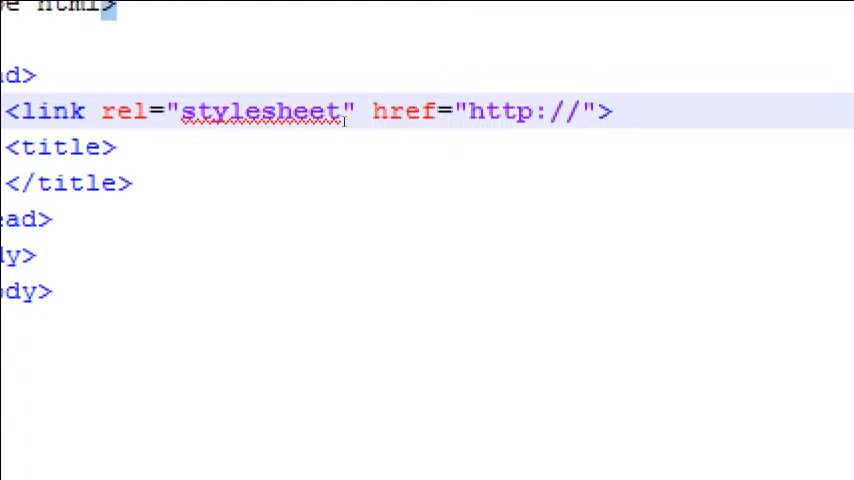 e html>
ad>
<link rel="stylesheet" href="http://">
<title>
</title>
ead>
dy>
ody>